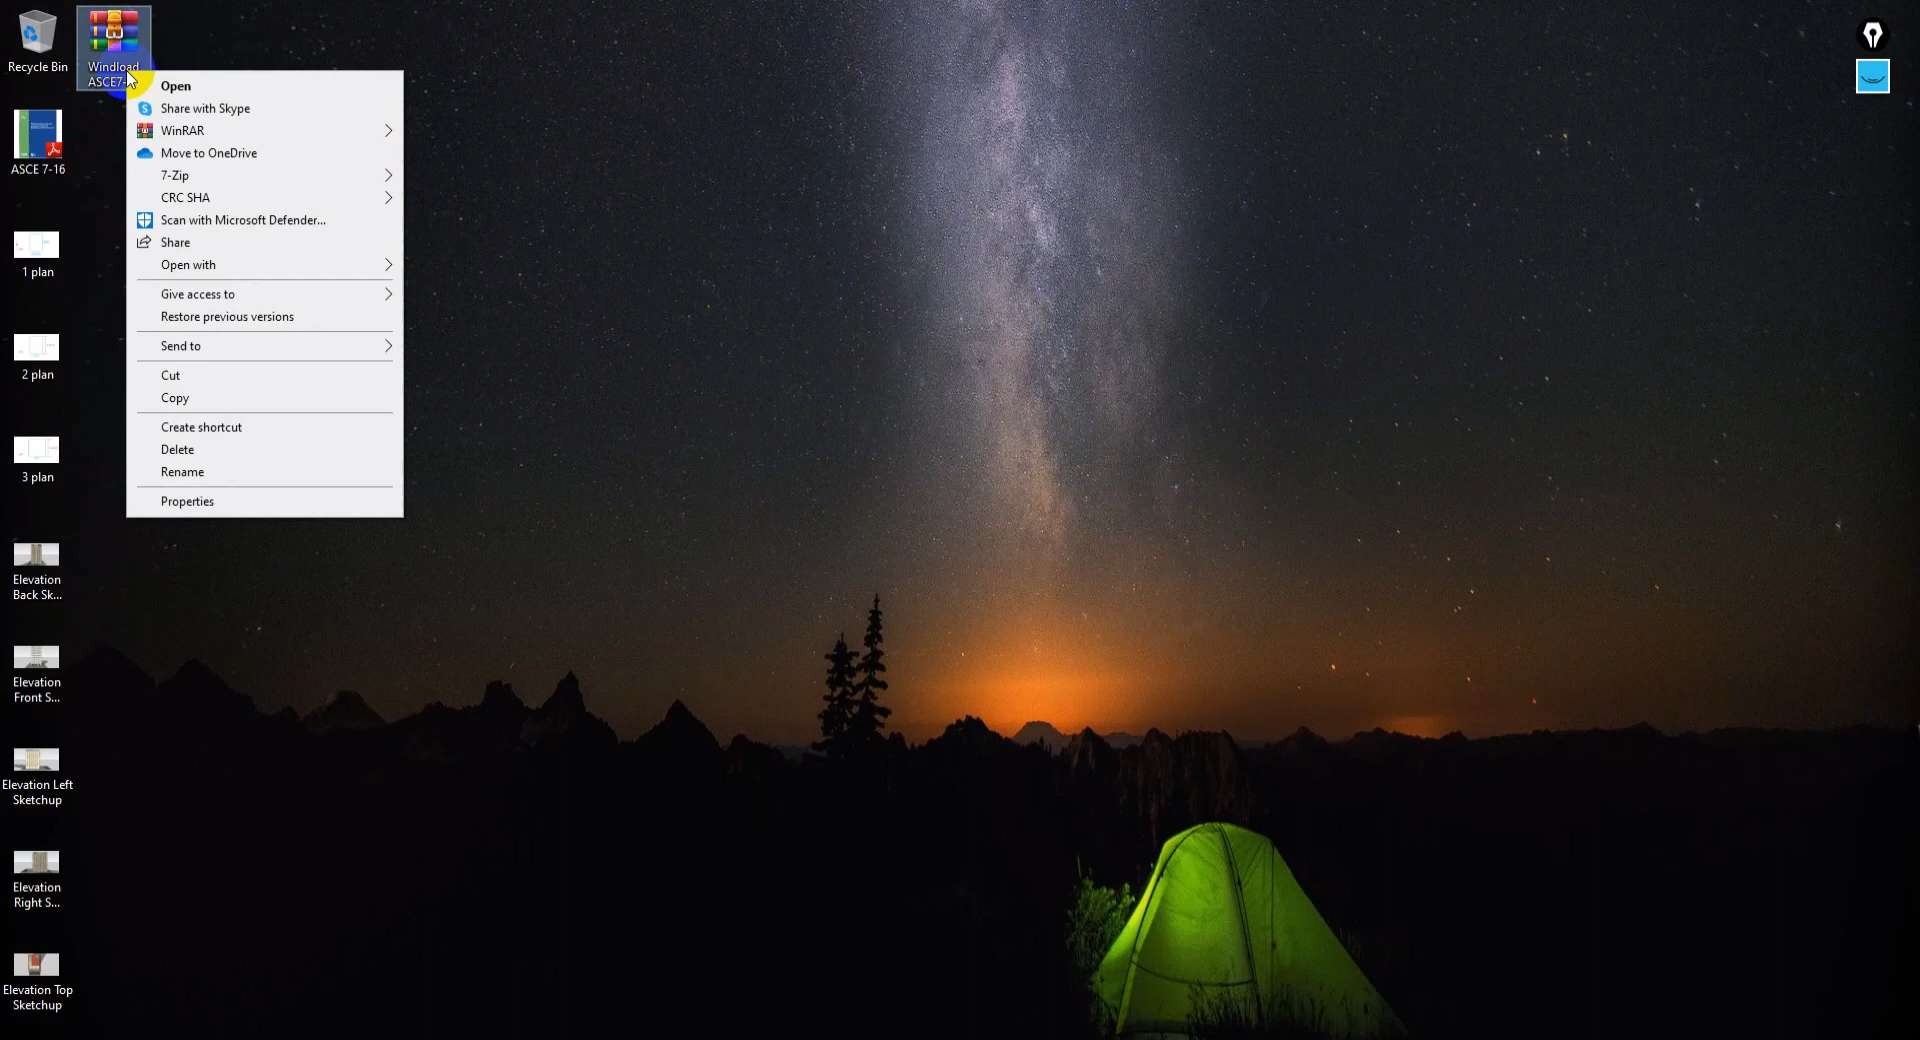 Recycle Bin
Windload
ASCE7-
ASCE 7-16
1 plan
2 plan
3 plan
Elevation
Back Sk...
Elevation
Front S...
Elevation Left
Sketchup
Elevation
Right S...
Elevation Top
Sketchup
Open
Share with Skype
WinRAR
Move to OneDrive
7-Zip
CRC SHA
Scan with Microsoft Defender...
Share
Open with
Give access to
Restore previous versions
Send to
Cut
Copy
Create shortcut
Delete
Rename
Properties